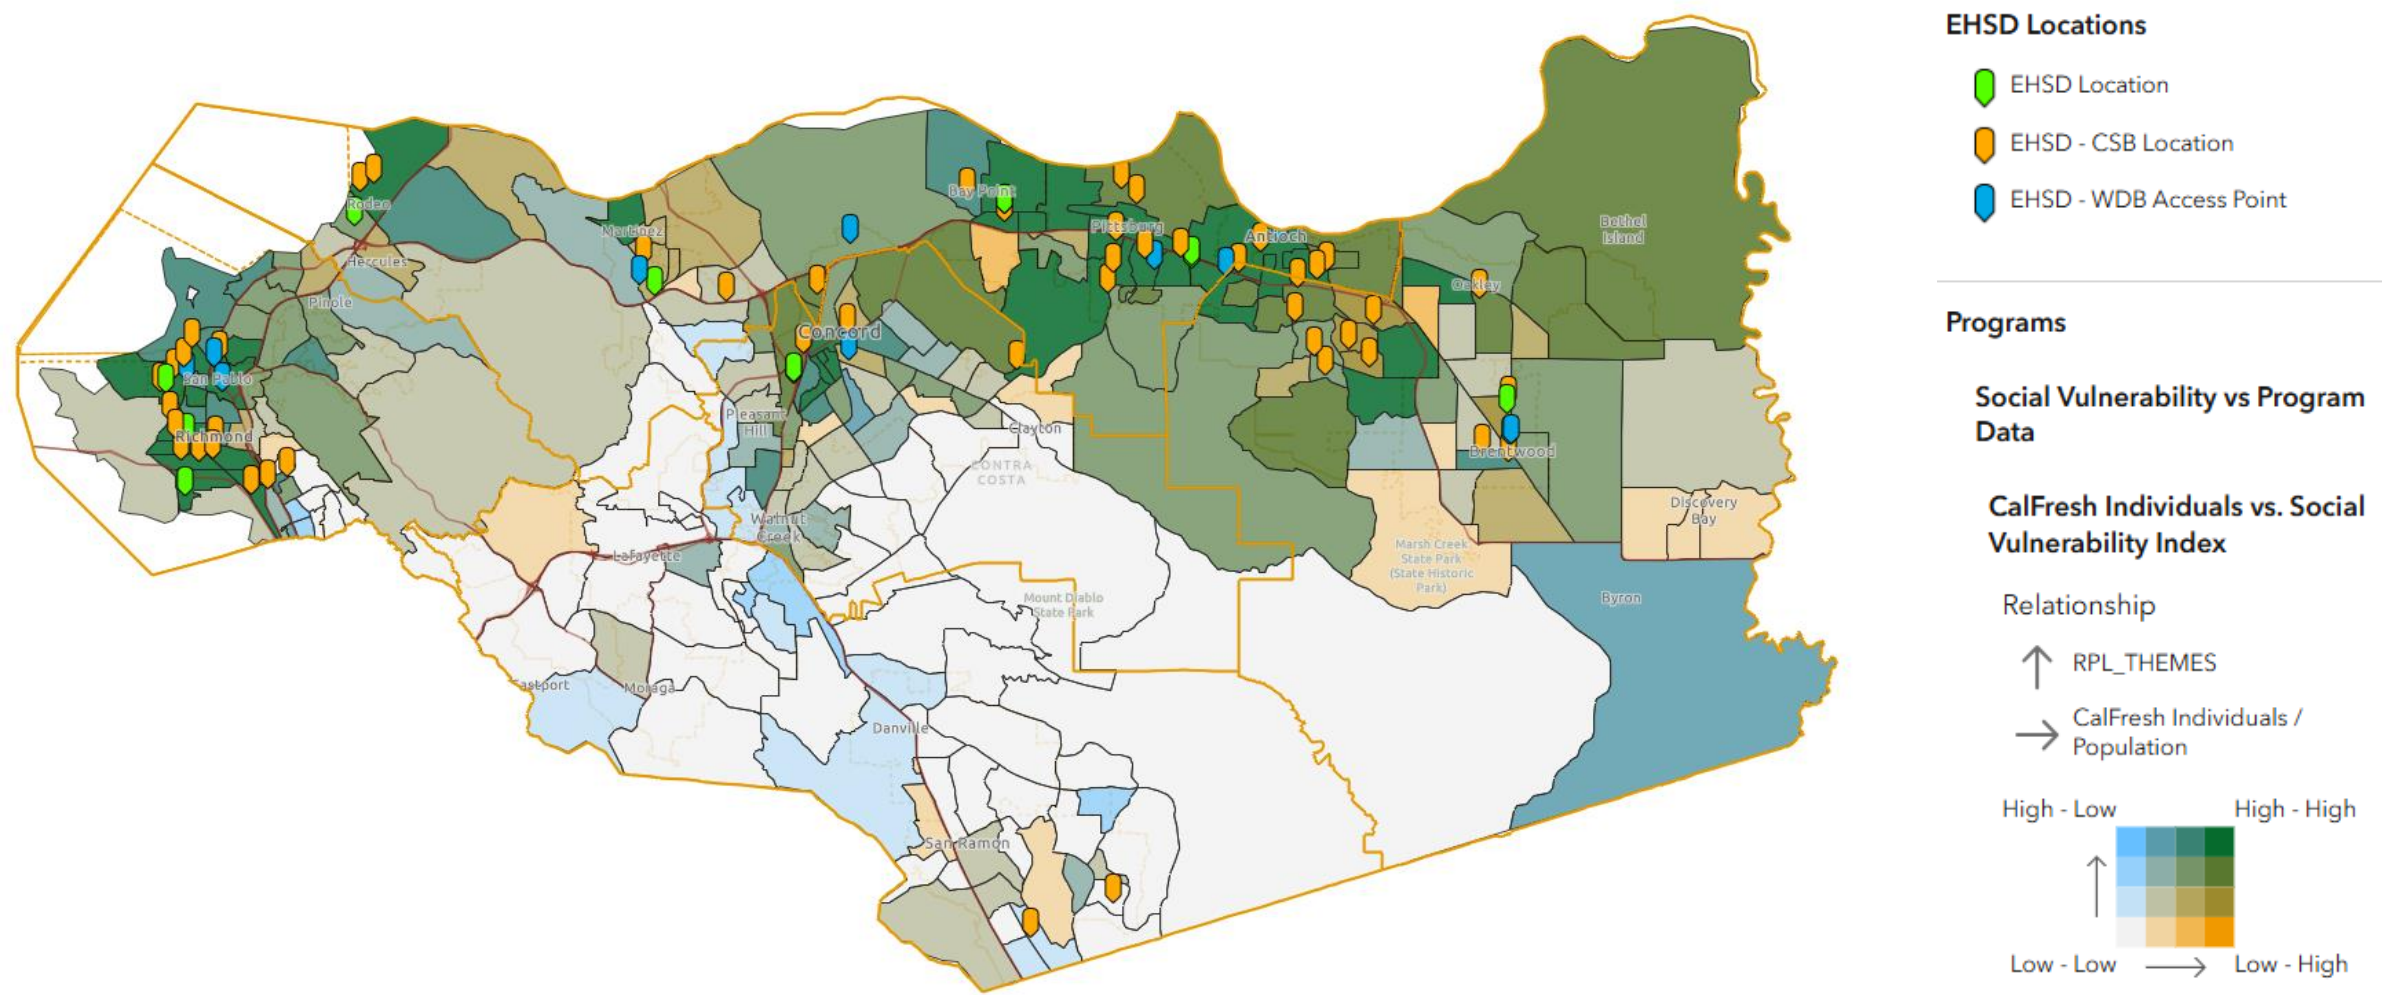 EHSD Locations
EHSD Location
EHSD - CSB Location
EHSD - WDB Access Point
Programs
Social Vulnerability vs Program
Data
CalFresh Individuals vs. Social
Vulnerability Index
Relationship
RPL_THEMES
CalFresh Individuals /
Population
High - Low
High - High
Low - Low
Low - High
Rodeo
Hercules
Pinole
San Pablo
Richmond
Martinez
Bay Point
Pittsburg
Antioch
Bethel
Island
Oakley
Concord
Pleasant
Hill
Clayton
CONTRA
COSTA
Brentwood
Discovery
Bay
Walnut
Creek
Lafayette
Marsh Creek
State Park
(State Historic
Park)
Mount Diablo
State Park
Byron
astport
Moraga
Danville
San Ramon